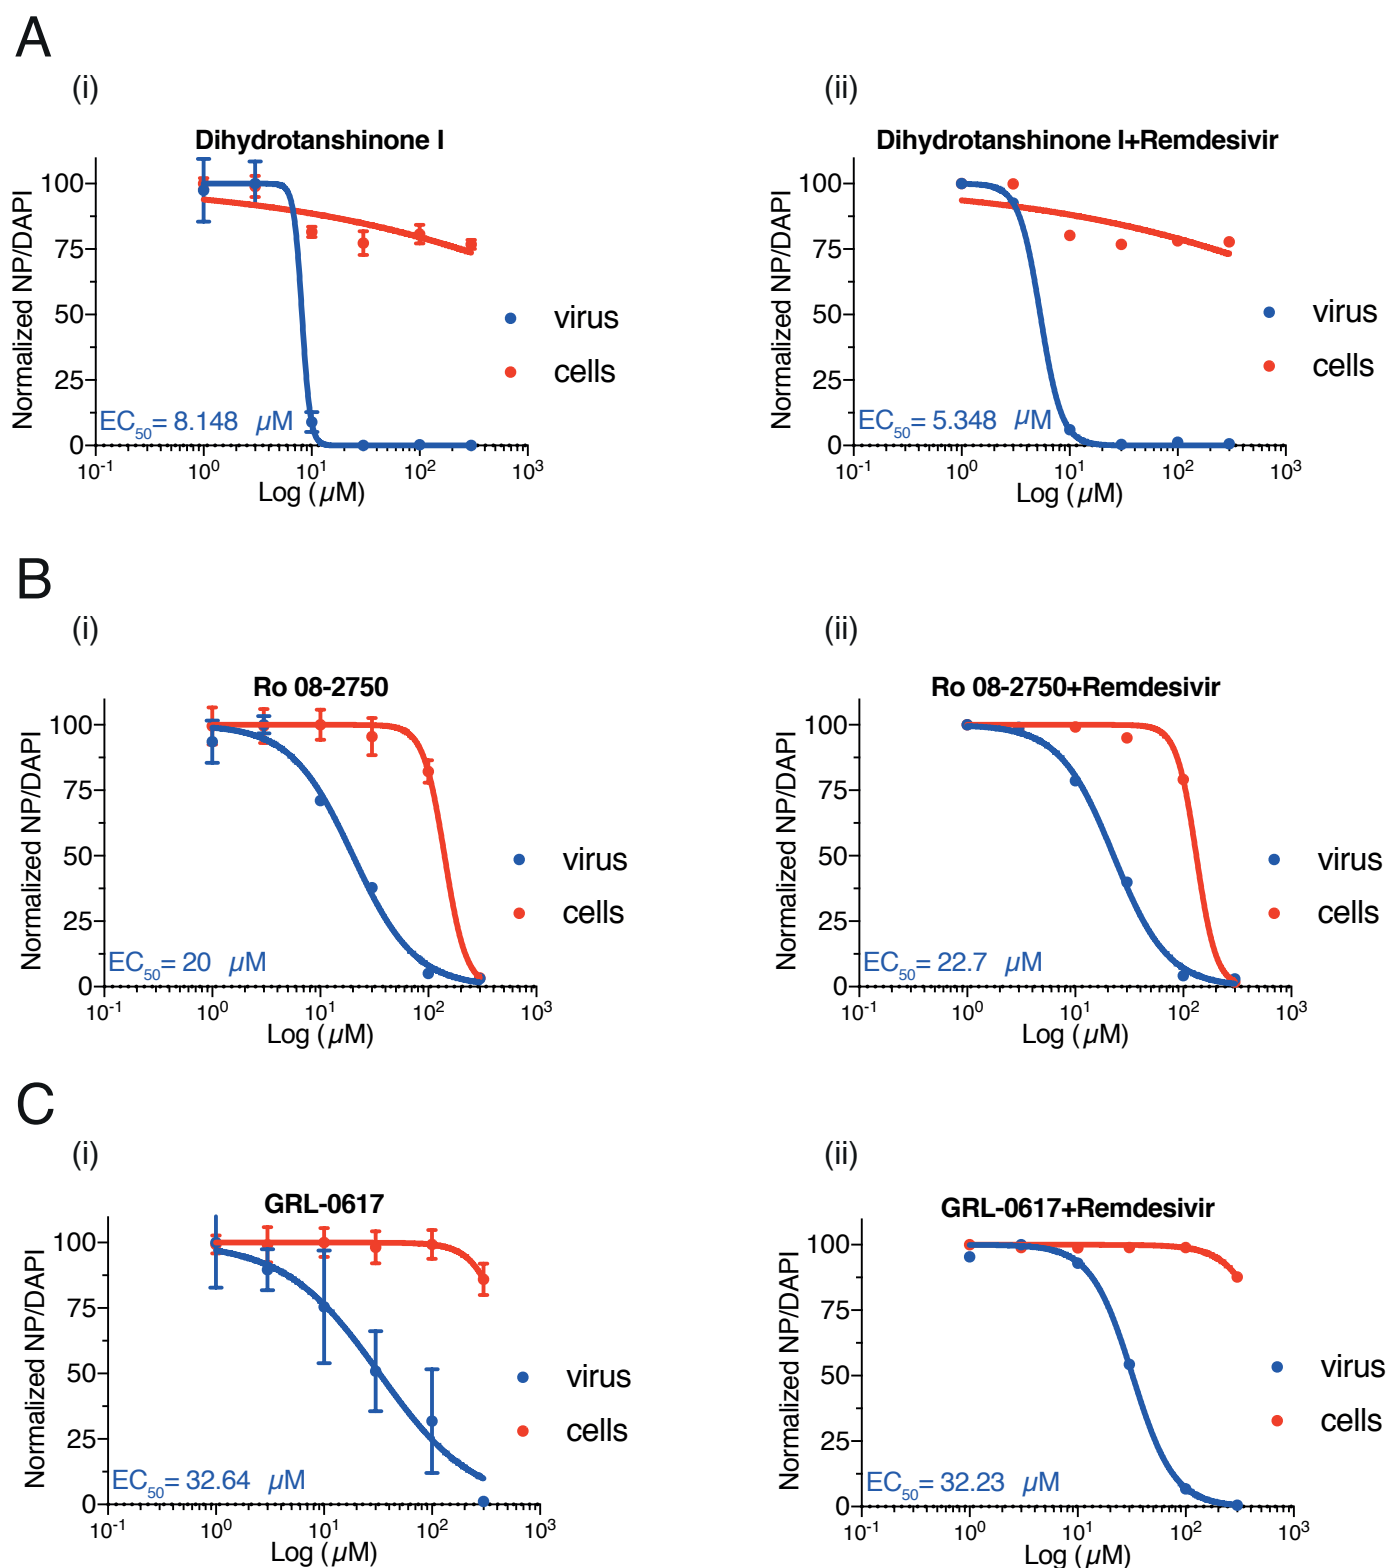 A
(i)
Dihydrotanshinone I
Normalized NP/DAPI
100
75
50
25
0
virus
cells
EC50= 8.148 µM
10-1 100 101 102 103
Log (µM)
(ii)
Dihydrotanshinone I+Remdesivir
Normalized NP/DAPI
100
75
50
25
0
virus
cells
EC50= 5.348 µM
10-1 100 101 102 103
Log (µM)
B
(i)
Ro 08-2750
Normalized NP/DAPI
100
75
50
25
0
virus
cells
EC50= 20 µM
10-1 100 101 102 103
Log (µM)
(ii)
Ro 08-2750+Remdesivir
Normalized NP/DAPI
100
75
50
25
0
virus
cells
EC50= 22.7 µM
10-1 100 101 102 103
Log (µM)
C
(i)
GRL-0617
Normalized NP/DAPI
100
75
50
25
0
virus
cells
EC50= 32.64 µM
10-1 100 101 102 103
Log (µM)
(ii)
GRL-0617+Remdesivir
Normalized NP/DAPI
100
75
50
25
0
virus
cells
EC50= 32.23 µM
10-1 100 101 102 103
Log (µM)